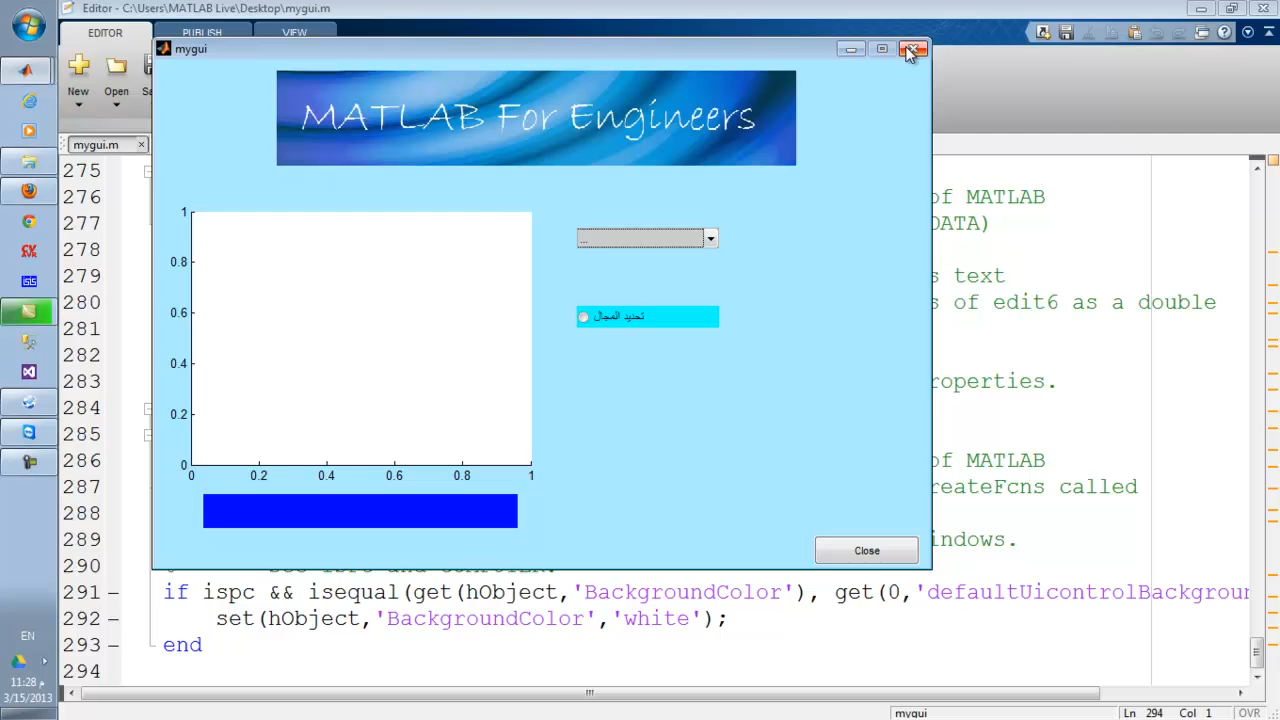 Editor - C:\Users\MATLAB Live\Desktop\mygui.m
EDITOR
PUBLISH
VIEW
New
Open
mygui.m
mygui
MATLAB For Engineers
1
0.8
0.6
0.4
0.2
0
0 0.2 0.4 0.6 0.8 1
...
تحديد المجال
Close
275
276 of MATLAB
277 DATA)
278
279 s text
280 s of edit6 as a double
281
282
283 roperties.
284
285
286 of MATLAB
287 reateFcns called
288
289 indows.
290
291 if ispc && isequal(get(hObject,'BackgroundColor'), get(0,'defaultUicontrolBackgroun
292 set(hObject,'BackgroundColor','white');
293 end
294
EN
11:28 م
3/15/2013
mygui
Ln 294 Col 1
OVR